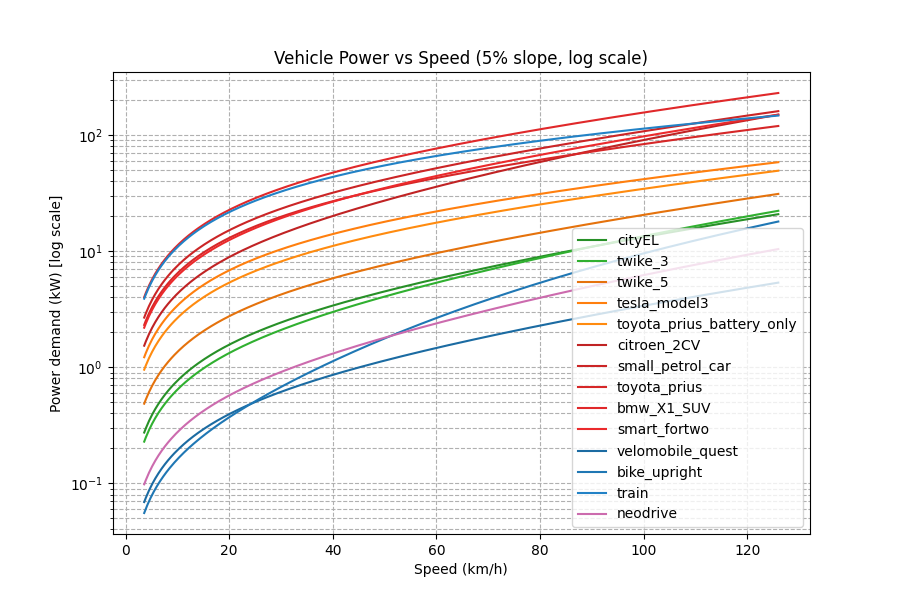 Vehicle Power vs Speed (5% slope, log scale)
Power demand (kW) [log scale]
10²
10¹
10⁰
10⁻¹
cityEL
twike_3
twike_5
tesla_model3
toyota_prius_battery_only
citroen_2CV
small_petrol_car
toyota_prius
bmw_X1_SUV
smart_fortwo
velomobile_quest
bike_upright
train
neodrive
0 20 40 60 80 100 120
Speed (km/h)